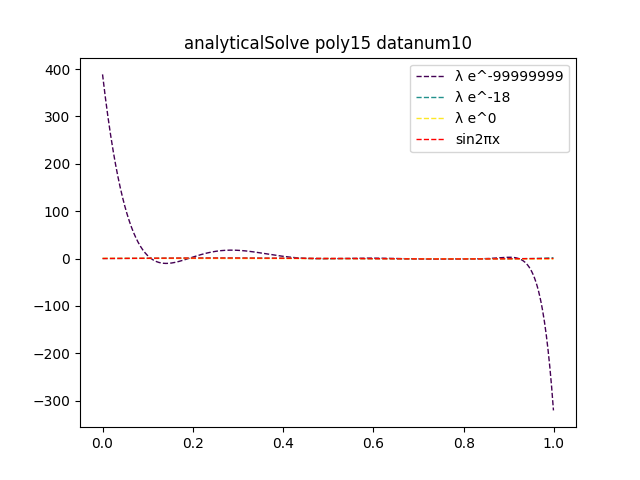 analyticalSolve poly15 datanum10
400
300
200
100
0
−100
−200
−300
0.0 0.2 0.4 0.6 0.8 1.0
λ e^-99999999
λ e^-18
λ e^0
sin2πx